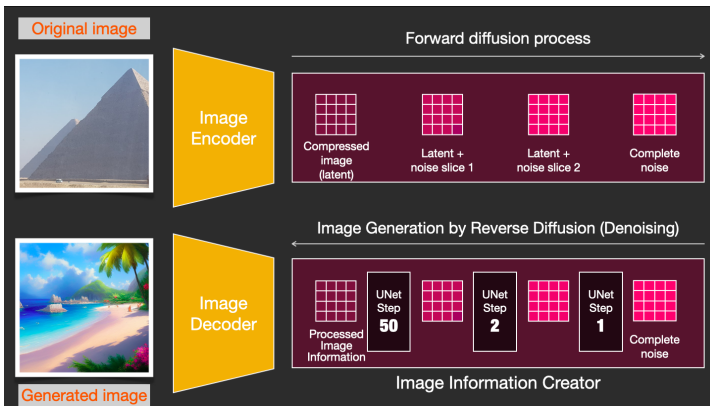 Original image
Forward diffusion process
Image
Encoder
Compressed
image
(latent)
Latent +
noise slice 1
Latent +
noise slice 2
Complete
noise
Image Generation by Reverse Diffusion (Denoising)
Image
Decoder
Processed
Image
Information
UNet
Step
50
UNet
Step
2
UNet
Step
1
Complete
noise
Generated image
Image Information Creator